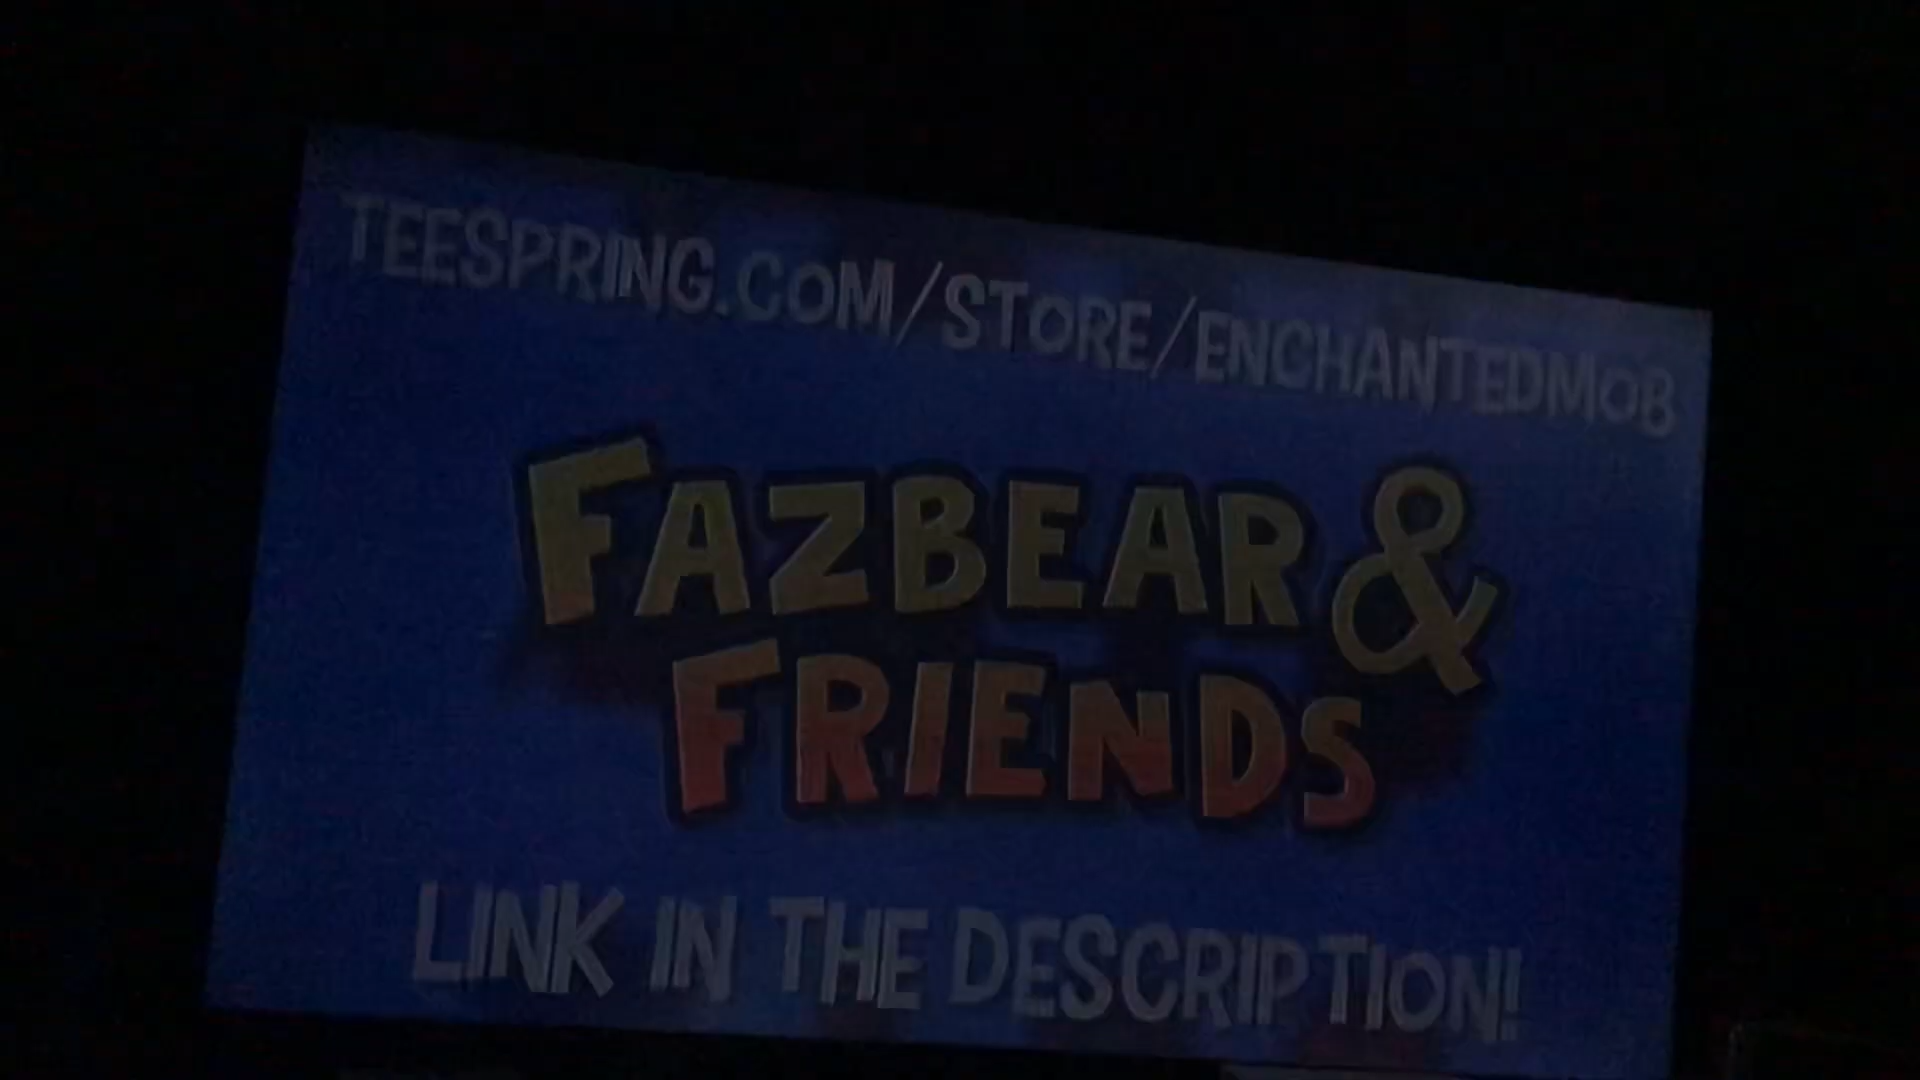 TEESPRING.COM/STORE/ENCHANTEDMOB
FAZBEAR &
FRIENDS
LINK IN THE DESCRIPTION!